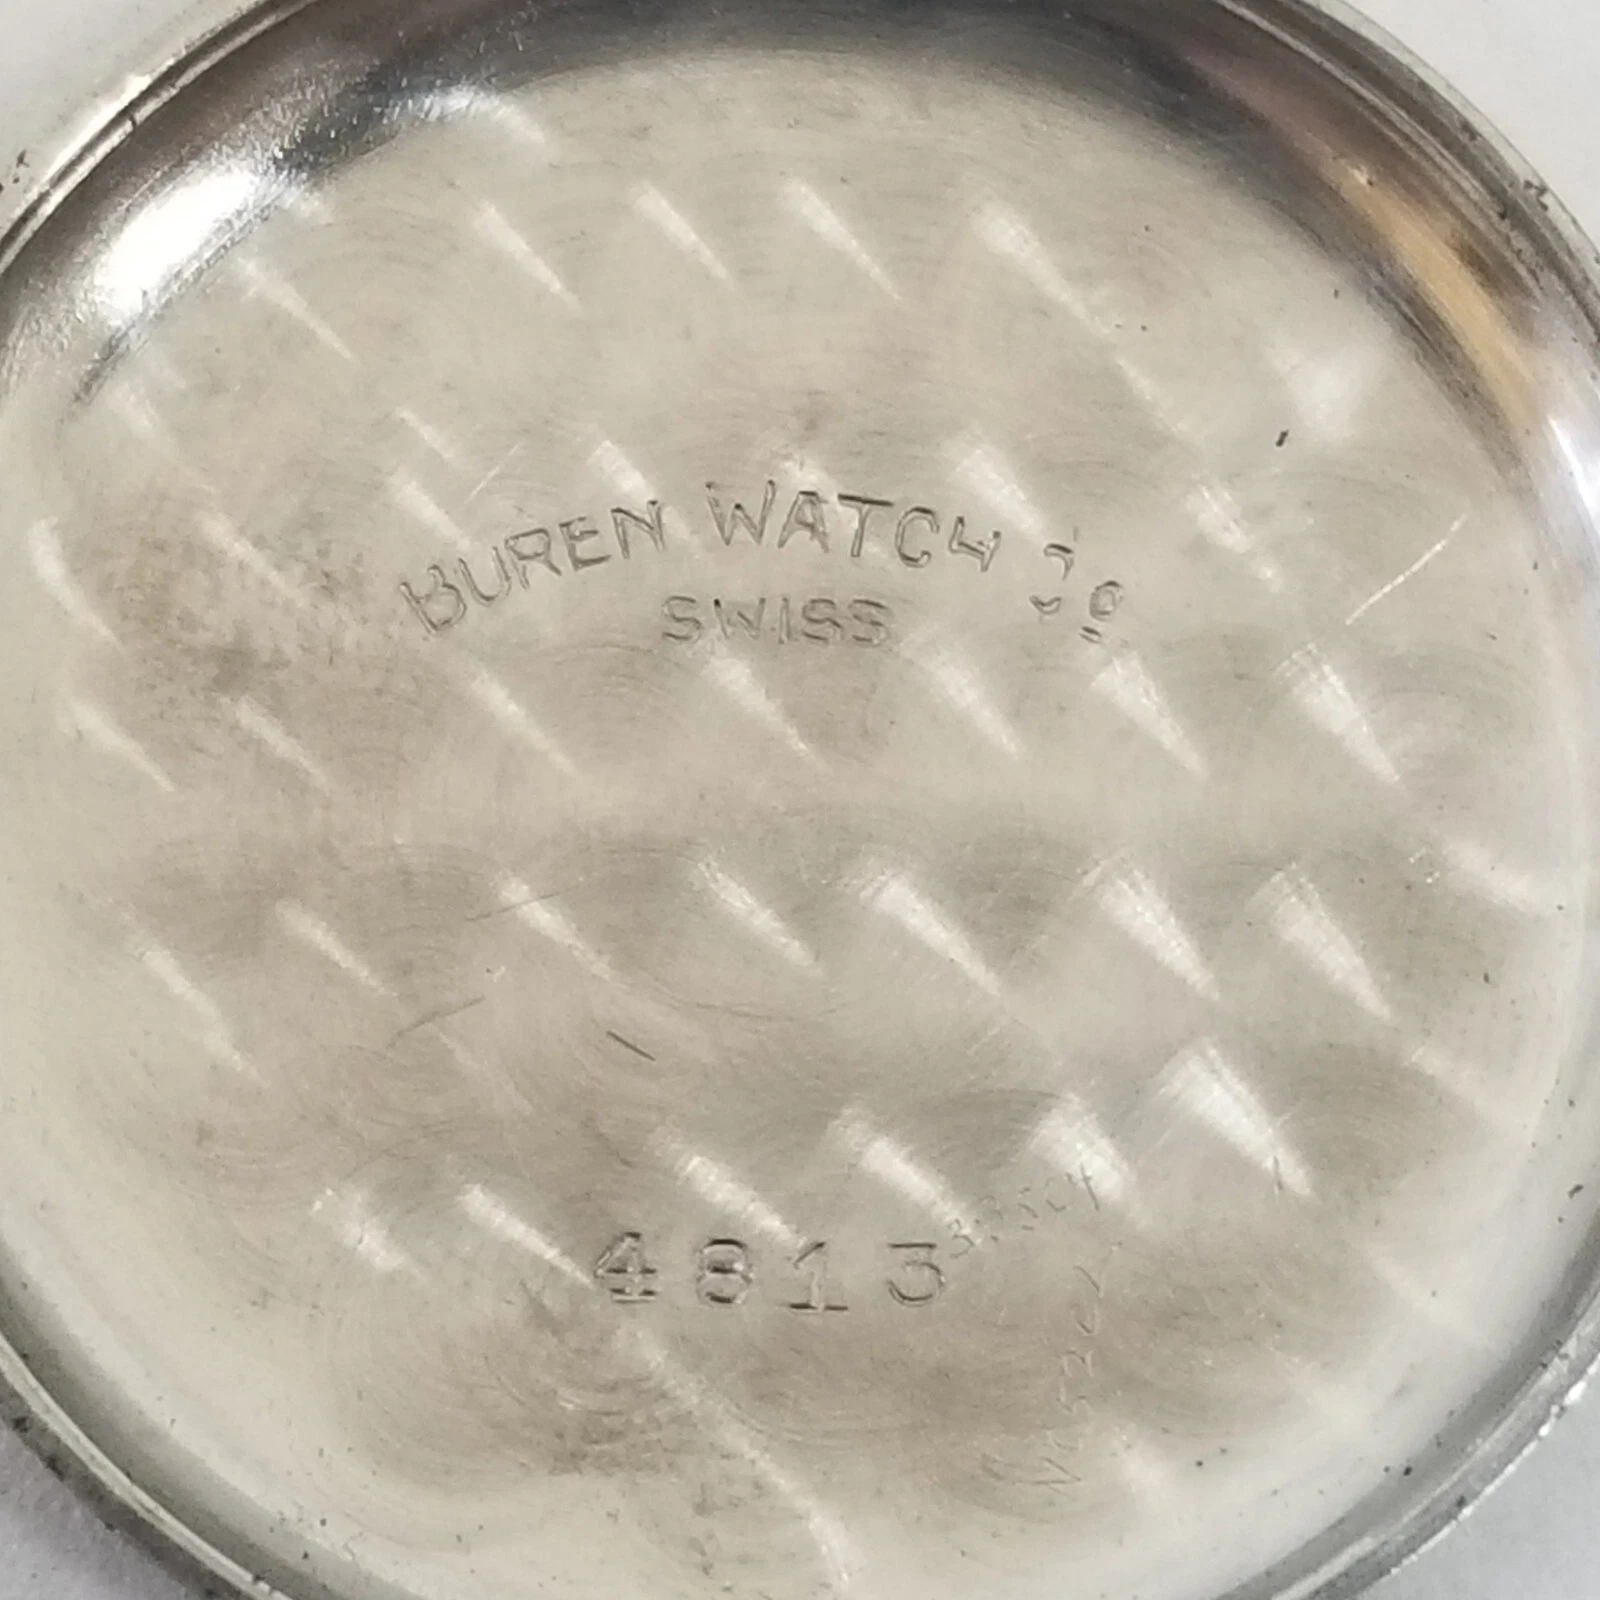 BUREN WATCH Co
SWISS
4813